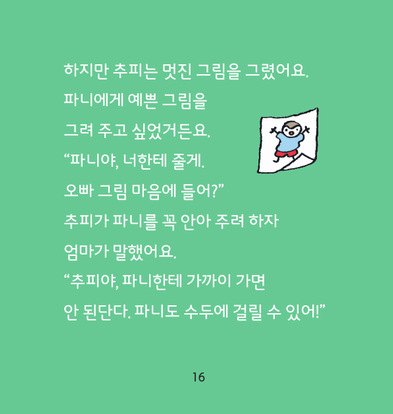 하지만 추피는 멋진 그림을 그렸어요.
파니에게 예쁜 그림을
그려 주고 싶었거든요.
“파니야, 너한테 줄게.
오빠 그림 마음에 들어?”
추피가 파니를 꼭 안아 주려 하자
엄마가 말했어요.
“추피야, 파니한테 가까이 가면
안 된단다. 파니도 수두에 걸릴 수 있어!”
16